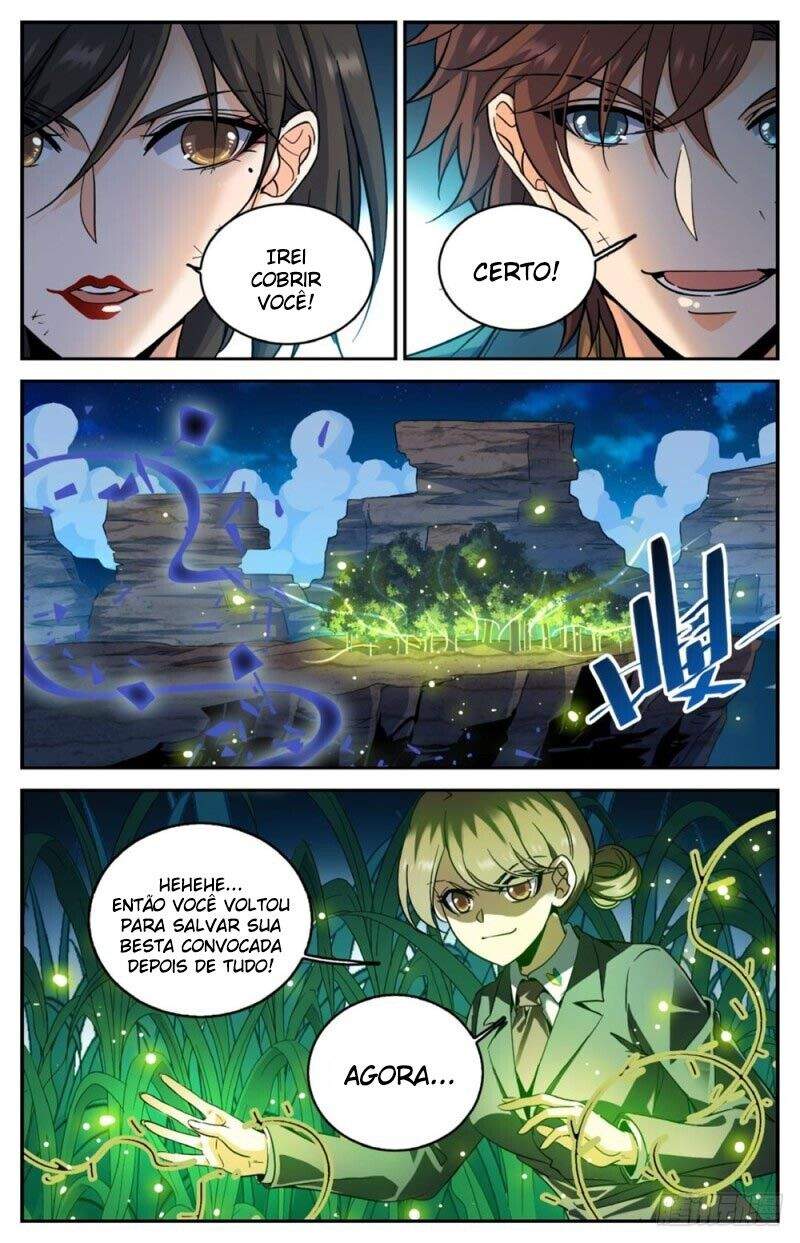 IREI
COBRIR
VOCÊ!
CERTO!
HEHEHE...
ENTÃO VOCÊ VOLTOU
PARA SALVAR SUA
BESTA CONVOCADA
DEPOIS DE TUDO!
AGORA...